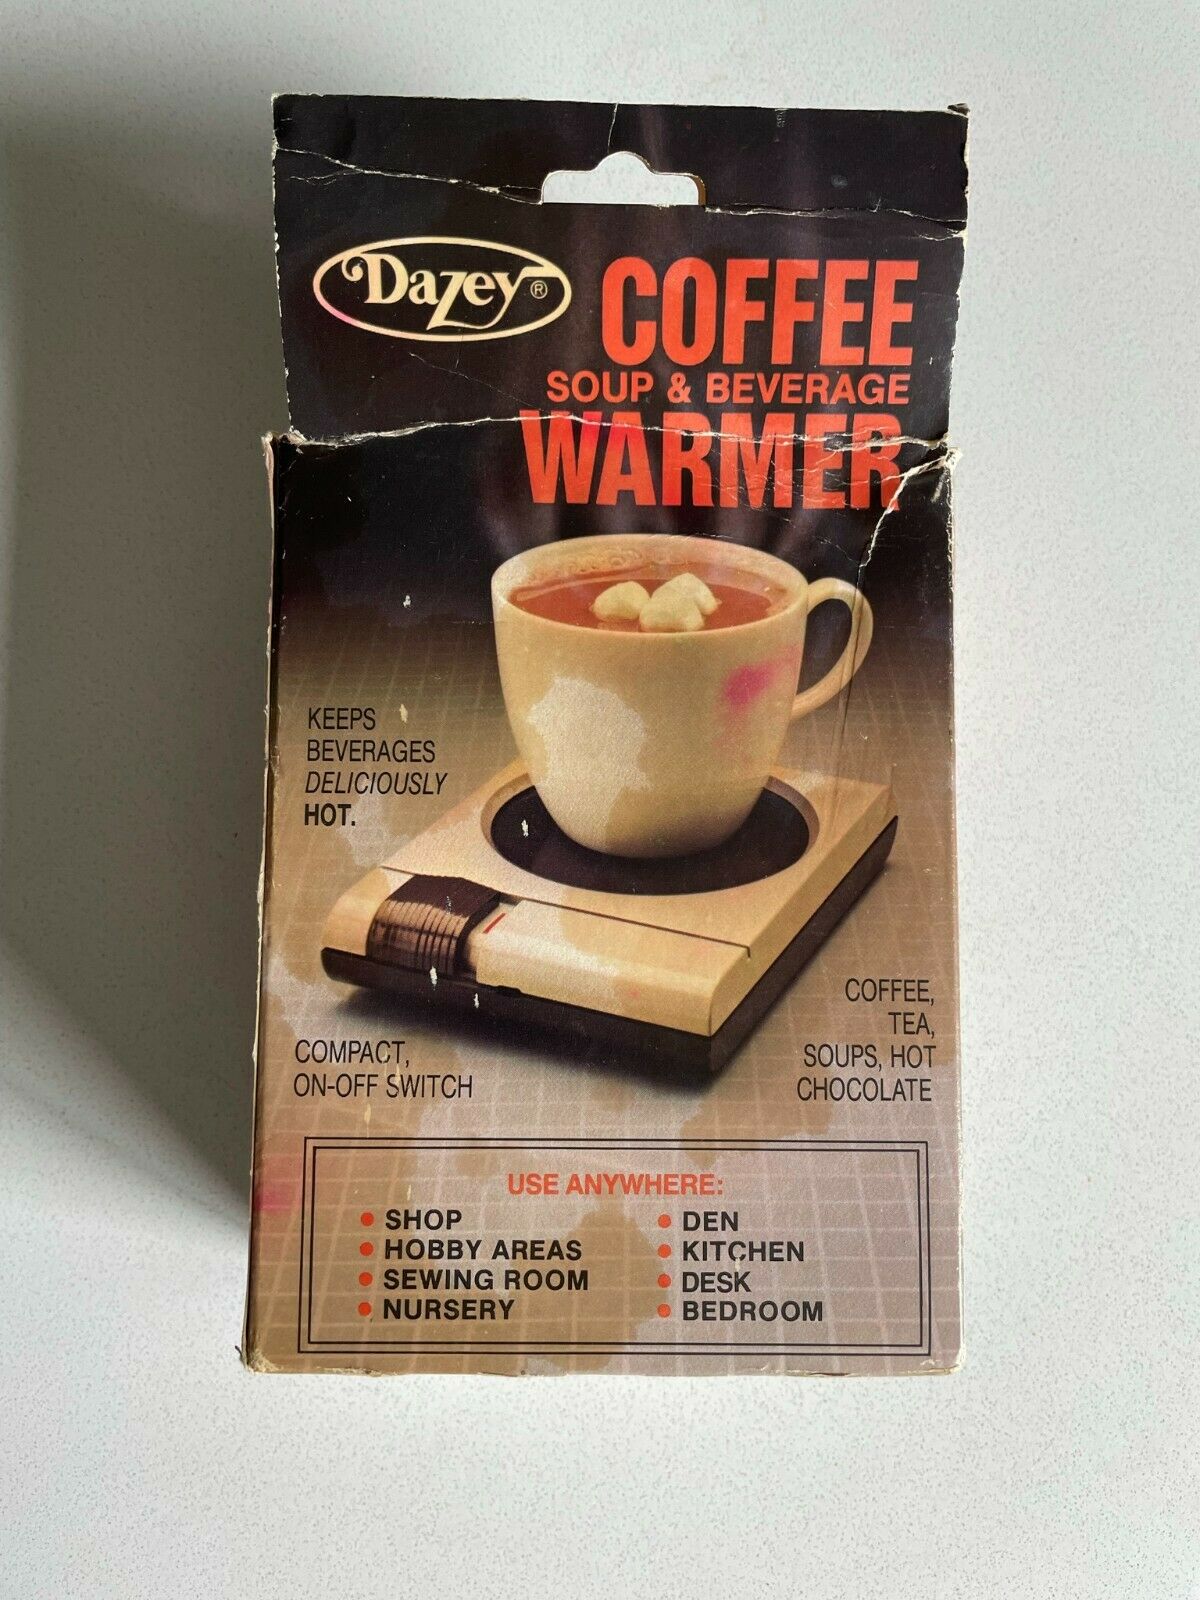 Dazey®
COFFEE
SOUP & BEVERAGE
WARMER
KEEPS
BEVERAGES
DELICIOUSLY
HOT.
COMPACT,
ON-OFF SWITCH
COFFEE,
TEA,
SOUPS, HOT
CHOCOLATE
USE ANYWHERE:
• SHOP
• HOBBY AREAS
• SEWING ROOM
• NURSERY
• DEN
• KITCHEN
• DESK
• BEDROOM